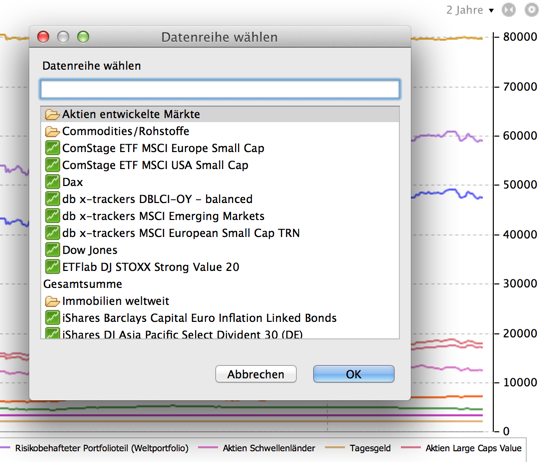 2 Jahre
Datenreihe wählen
Datenreihe wählen
Aktien entwickelte Märkte
Commodities/Rohstoffe
ComStage ETF MSCI Europe Small Cap
ComStage ETF MSCI USA Small Cap
Dax
db x-trackers DBLCI-OY - balanced
db x-trackers MSCI Emerging Markets
db x-trackers MSCI European Small Cap TRN
Dow Jones
ETFlab DJ STOXX Strong Value 20
Gesamtsumme
Immobilien weltweit
iShares Barclays Capital Euro Inflation Linked Bonds
iShares DJ Asia Pacific Select Divident 30 (DE)
Abbrechen
OK
80000
70000
60000
50000
40000
30000
20000
10000
0
Risikobehafteter Portfolioteil (Weltportfolio)
Aktien Schwellenländer
Tagesgeld
Aktien Large Caps Value